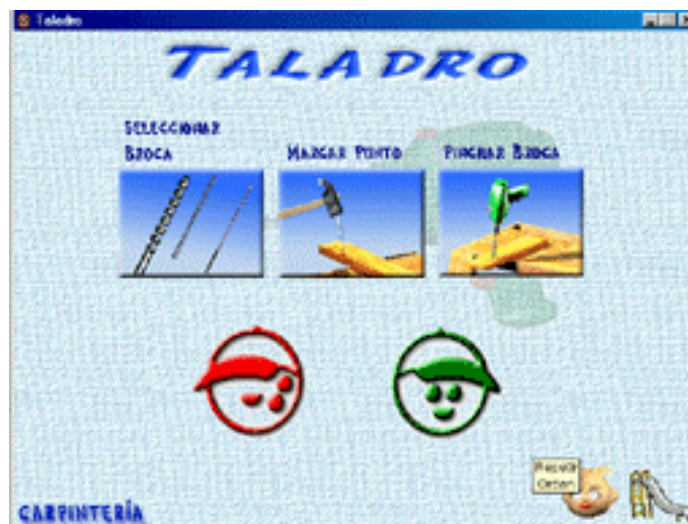 Taladro
TALADRO
SELECCIONAR
BROCA
MARCAR PUNTO
PINCHAR BROCA
Repetir
Orden
CARPINTERÍA